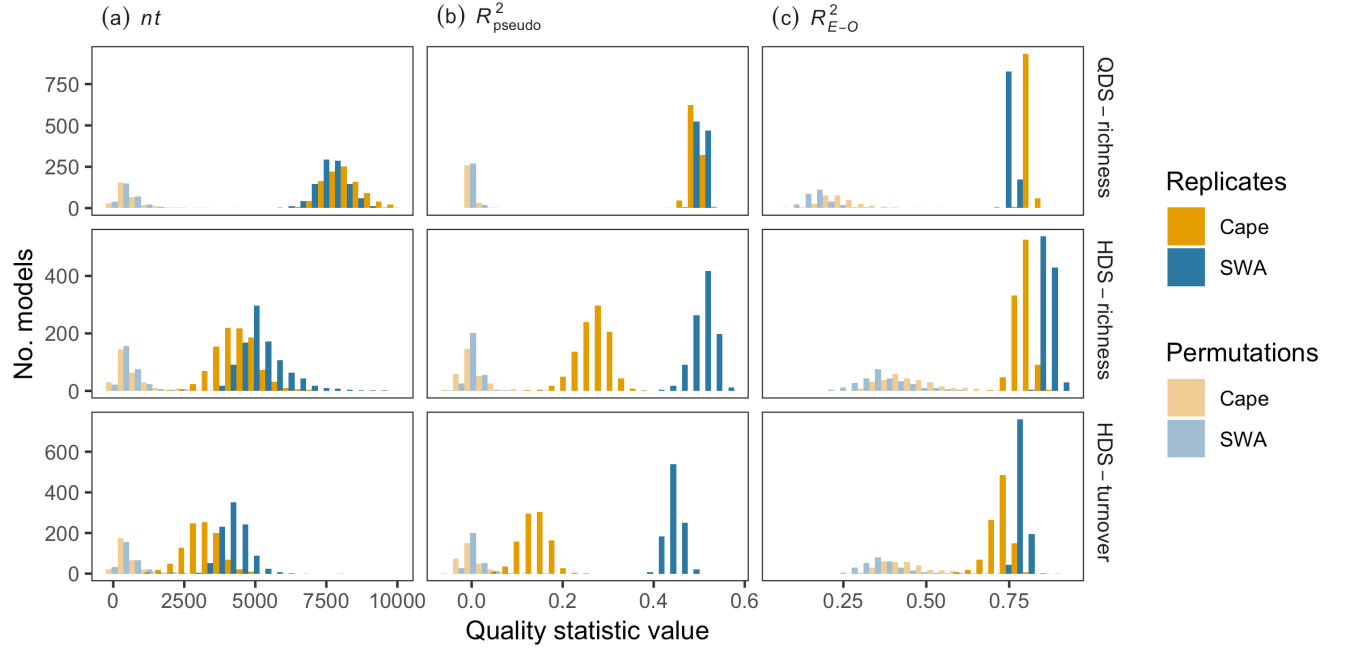 (a) nt
(b) R²pseudo
(c) R²E−O
750
500
250
0
QDS − richness
400
200
0
HDS − richness
600
400
200
0
HDS − turnover
No. models
0 2500 5000 7500 10000
0.0 0.2 0.4 0.6
0.25 0.50 0.75
Quality statistic value
Replicates
Cape
SWA
Permutations
Cape
SWA